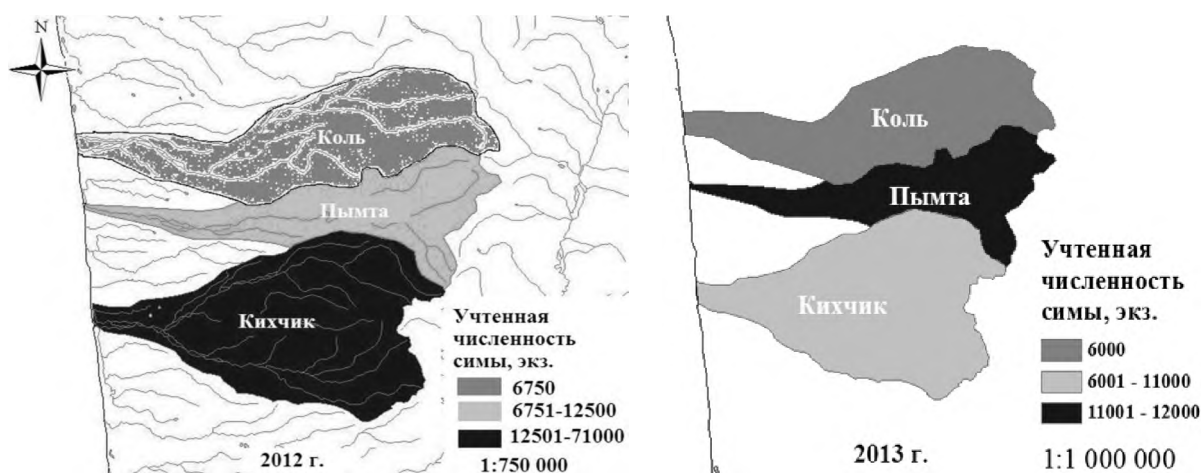 N
Коль
Пымта
Кихчик
Учтенная
численность
симы, экз.
6750
6751-12500
12501-71000
2012 г.
1:750 000
Коль
Пымта
Кихчик
Учтенная
численность
симы, экз.
6000
6001 - 11000
11001 - 12000
2013 г.
1:1 000 000